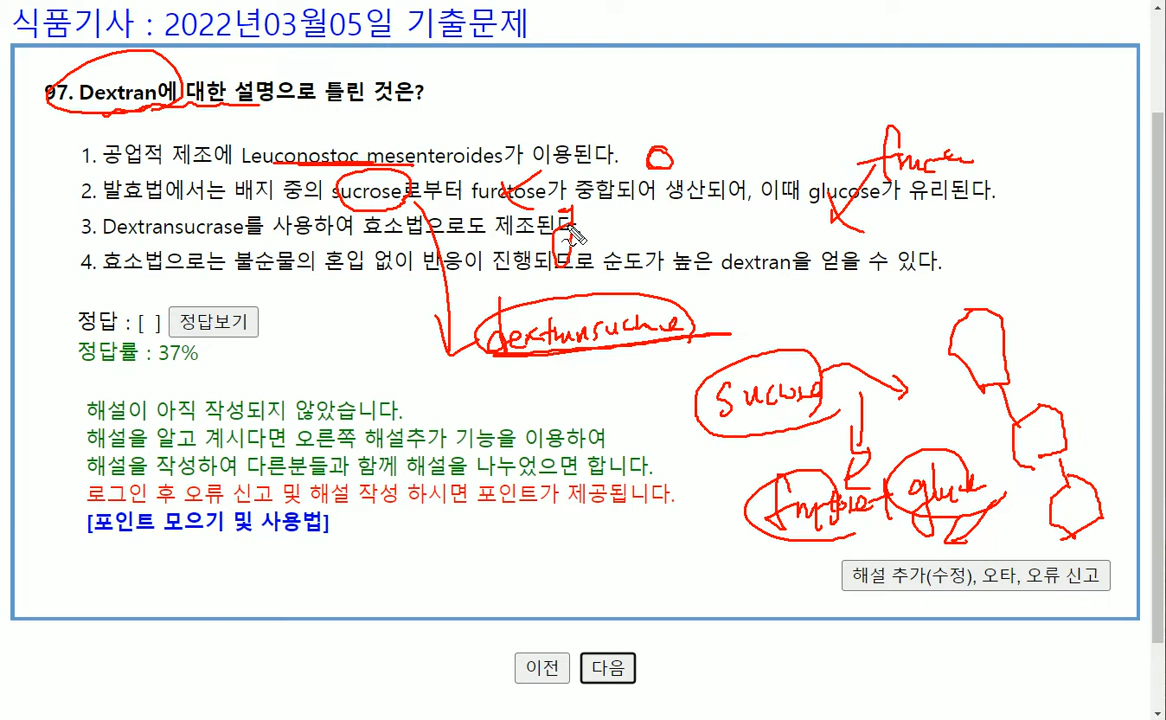 식품기사 : 2022년03월05일 기출문제
97. Dextran에 대한 설명으로 틀린 것은?
1. 공업적 제조에 Leuconostoc mesenteroides가 이용된다.
2. 발효법에서는 배지 중의 sucrose로부터 furctose가 중합되어 생산되어, 이때 glucose가 유리된다.
3. Dextransucrase를 사용하여 효소법으로도 제조된다.
4. 효소법으로는 불순물의 혼입 없이 반응이 진행되므로 순도가 높은 dextran을 얻을 수 있다.
정답 : [ ] 정답보기
정답률 : 37%
sucrose
해설이 아직 작성되지 않았습니다.
해설을 알고 계시다면 오른쪽 해설추가 기능을 이용하여
해설을 작성하여 다른분들과 함께 해설을 나누었으면 합니다.
로그인 후 오류 신고 및 해설 작성 하시면 포인트가 제공됩니다.
[포인트 모으기 및 사용법]
해설 추가(수정), 오타, 오류 신고
이전 다음